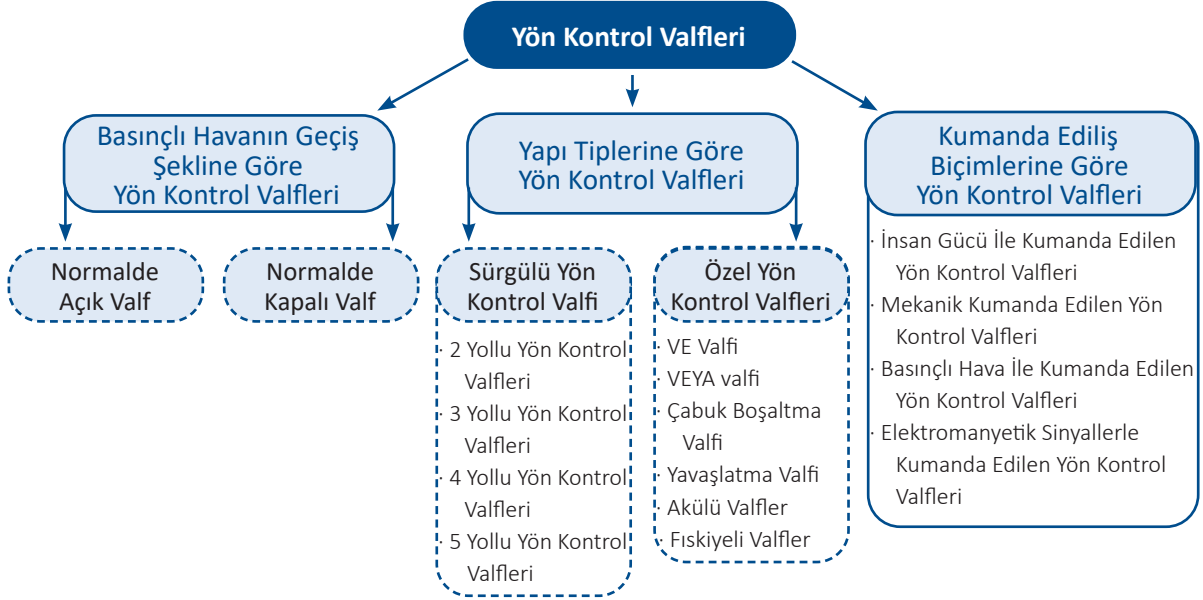 Yön Kontrol Valfleri
Basınçlı Havanın Geçiş
Şekline Göre
Yön Kontrol Valfleri
Normalde
Açık Valf
Normalde
Kapalı Valf
Yapı Tiplerine Göre
Yön Kontrol Valfleri
Sürgülü Yön
Kontrol Valfi
· 2 Yollu Yön Kontrol
Valfleri
· 3 Yollu Yön Kontrol
Valfleri
· 4 Yollu Yön Kontrol
Valfleri
· 5 Yollu Yön Kontrol
Valfleri
Özel Yön
Kontrol Valfleri
· VE Valfi
· VEYA valfi
· Çabuk Boşaltma
Valfi
· Yavaşlatma Valfi
· Akülü Valfler
· Fıskiyeli Valfler
Kumanda Ediliş
Biçimlerine Göre
Yön Kontrol Valfleri
· İnsan Gücü İle Kumanda Edilen
Yön Kontrol Valfleri
· Mekanik Kumanda Edilen Yön
Kontrol Valfleri
· Basınçlı Hava İle Kumanda Edilen
Yön Kontrol Valfleri
· Elektromanyetik Sinyallerle
Kumanda Edilen Yön Kontrol
Valfleri